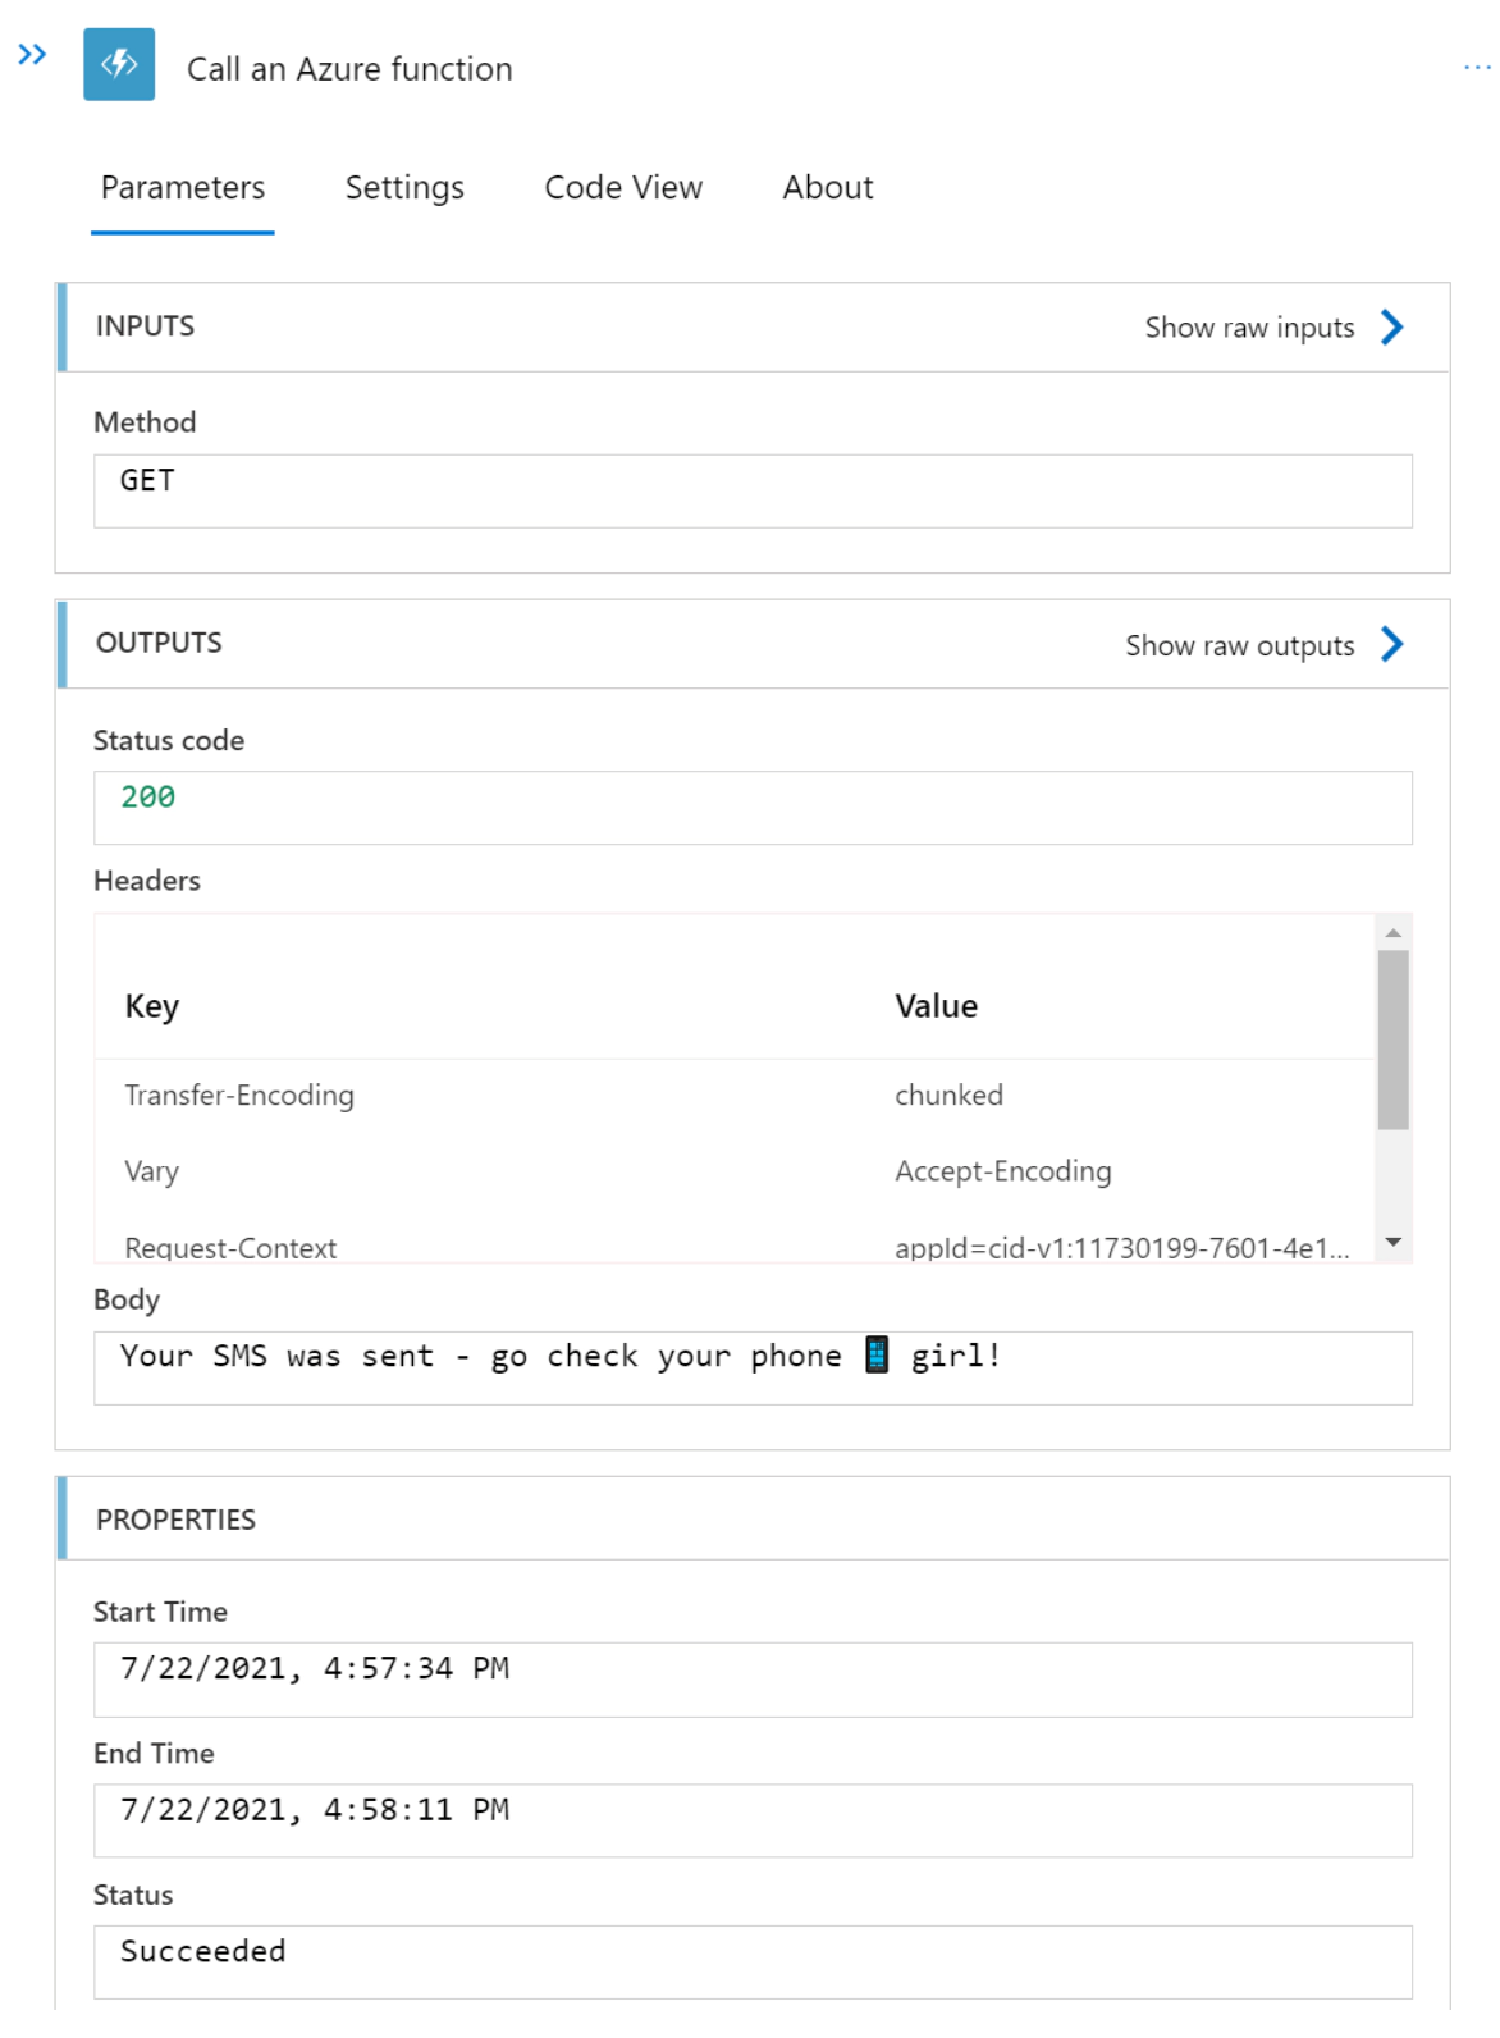 Call an Azure function
Parameters Settings Code View About
INPUTS Show raw inputs
Method
GET
OUTPUTS Show raw outputs
Status code
200
Headers
Key Value
Transfer-Encoding chunked
Vary Accept-Encoding
Request-Context appId=cid-v1:11730199-7601-4e1...
Body
Your SMS was sent - go check your phone 📱 girl!
PROPERTIES
Start Time
7/22/2021, 4:57:34 PM
End Time
7/22/2021, 4:58:11 PM
Status
Succeeded